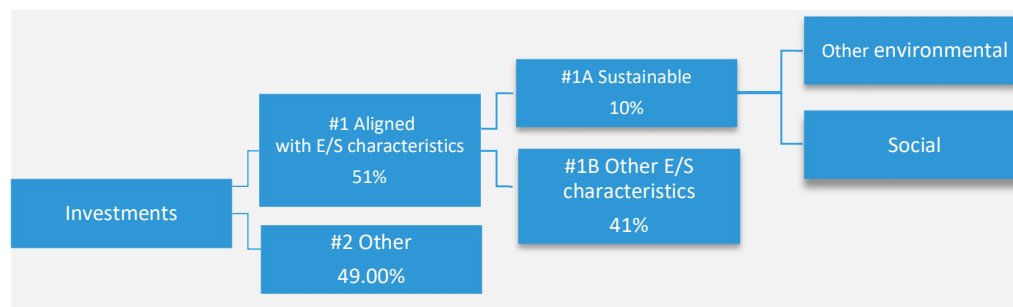 Investments
#1 Aligned
with E/S characteristics
51%
#2 Other
49.00%
#1A Sustainable
10%
#1B Other E/S
characteristics
41%
Other environmental
Social